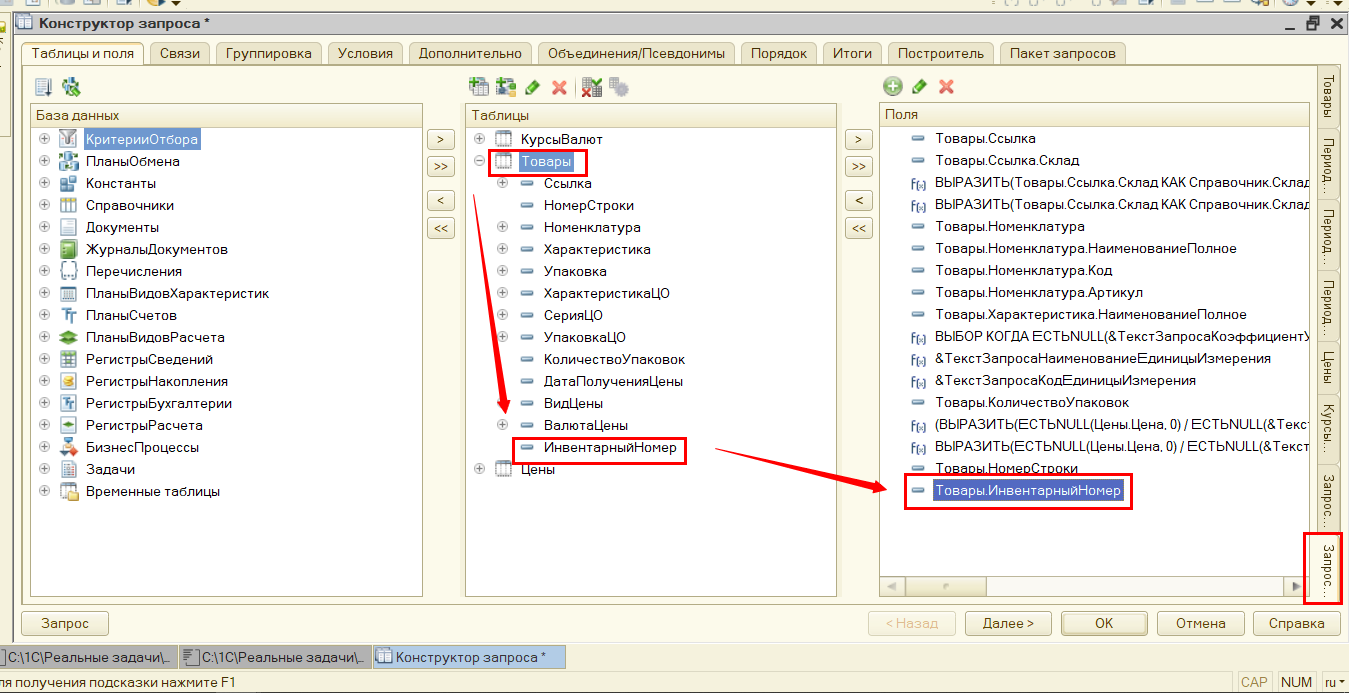 Конструктор запроса *
Таблицы и поля
Связи
Группировка
Условия
Дополнительно
Объединения/Псевдонимы
Порядок
Итоги
Построитель
Пакет запросов
База данных
КритерииОтбора
ПланыОбмена
Константы
Справочники
Документы
ЖурналыДокументов
Перечисления
ПланыВидовХарактеристик
ПланыСчетов
ПланыВидовРасчета
РегистрыСведений
РегистрыНакопления
РегистрыБухгалтерии
РегистрыРасчета
БизнесПроцессы
Задачи
Временные таблицы
>
>>
<
<<
Таблицы
КурсыВалют
Товары
Ссылка
НомерСтроки
Номенклатура
Характеристика
Упаковка
ХарактеристикаЦО
СерияЦО
УпаковкаЦО
КоличествоУпаковок
ДатаПолученияЦены
ВидЦены
ВалютаЦены
ИнвентарныйНомер
Цены
>
>>
<
<<
Поля
Товары.Ссылка
Товары.Ссылка.Склад
ВЫРАЗИТЬ(Товары.Ссылка.Склад КАК Справочник.Склад
ВЫРАЗИТЬ(Товары.Ссылка.Склад КАК Справочник.Склад
Товары.Номенклатура
Товары.Номенклатура.НаименованиеПолное
Товары.Номенклатура.Код
Товары.Номенклатура.Артикул
Товары.Характеристика.НаименованиеПолное
ВЫБОР КОГДА ЕСТЬNULL(&ТекстЗапросаКоэффициентУ
&ТекстЗапросаНаименованиеЕдиницыИзмерения
&ТекстЗапросаКодЕдиницыИзмерения
Товары.КоличествоУпаковок
(ВЫРАЗИТЬ(ЕСТЬNULL(Цены.Цена, 0) / ЕСТЬNULL(&Текс
ВЫРАЗИТЬ(ЕСТЬNULL(Цены.Цена, 0) / ЕСТЬNULL(&Текст
Товары.НомерСтроки
Товары.ИнвентарныйНомер
Товары
Период...
Период...
Период...
Цены
Курсы...
Запрос...
Запрос...
Запрос
< Назад
Далее >
OK
Отмена
Справка
C:\1С\Реальные задачи\...
C:\1С\Реальные задачи\...
Конструктор запроса *
ля получения подсказки нажмите F1
CAP
NUM
ru